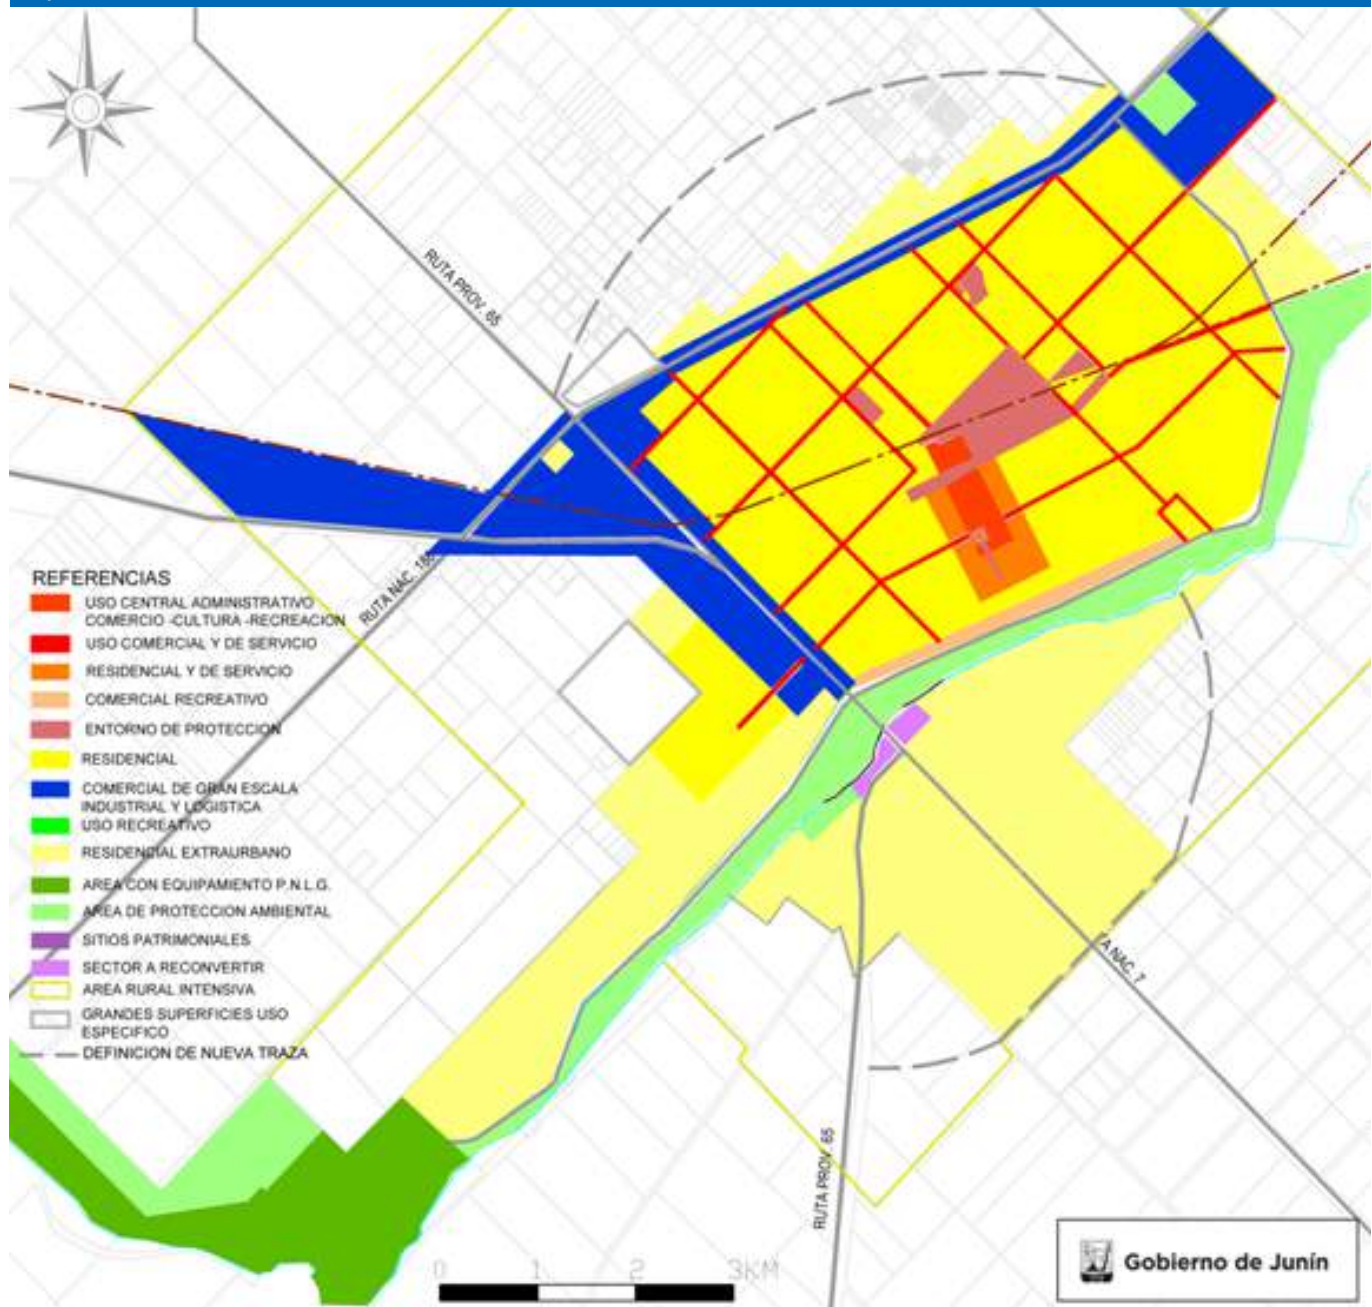 RUTA PROV. 65
RUTA NAC. 188
REFERENCIAS
USO CENTRAL ADMINISTRATIVO
COMERCIO -CULTURA -RECREACION
USO COMERCIAL Y DE SERVICIO
RESIDENCIAL Y DE SERVICIO
COMERCIAL RECREATIVO
ENTORNO DE PROTECCION
RESIDENCIAL
COMERCIAL DE GRAN ESCALA
INDUSTRIAL Y LOGISTICA
USO RECREATIVO
RESIDENCIAL EXTRAURBANO
AREA CON EQUIPAMIENTO P.N.L.G.
AREA DE PROTECCION AMBIENTAL
SITIOS PATRIMONIALES
SECTOR A RECONVERTIR
AREA RURAL INTENSIVA
GRANDES SUPERFICIES USO
ESPECIFICO
DEFINICION DE NUEVA TRAZA
TA NAC. 7
RUTA PROV. 65
0 1 2 3KM
Gobierno de Junín